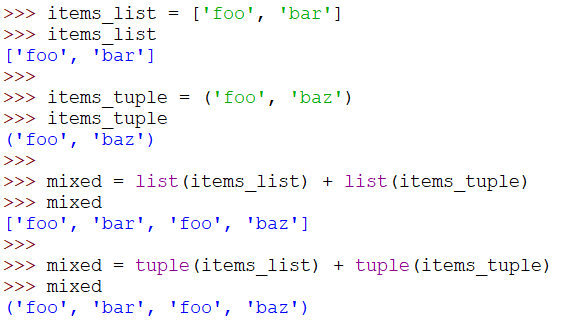 >>> items_list = ['foo', 'bar']
>>> items_list
['foo', 'bar']
>>>
>>> items_tuple = ('foo', 'baz')
>>> items_tuple
('foo', 'baz')
>>>
>>> mixed = list(items_list) + list(items_tuple)
>>> mixed
['foo', 'bar', 'foo', 'baz']
>>>
>>> mixed = tuple(items_list) + tuple(items_tuple)
>>> mixed
('foo', 'bar', 'foo', 'baz')